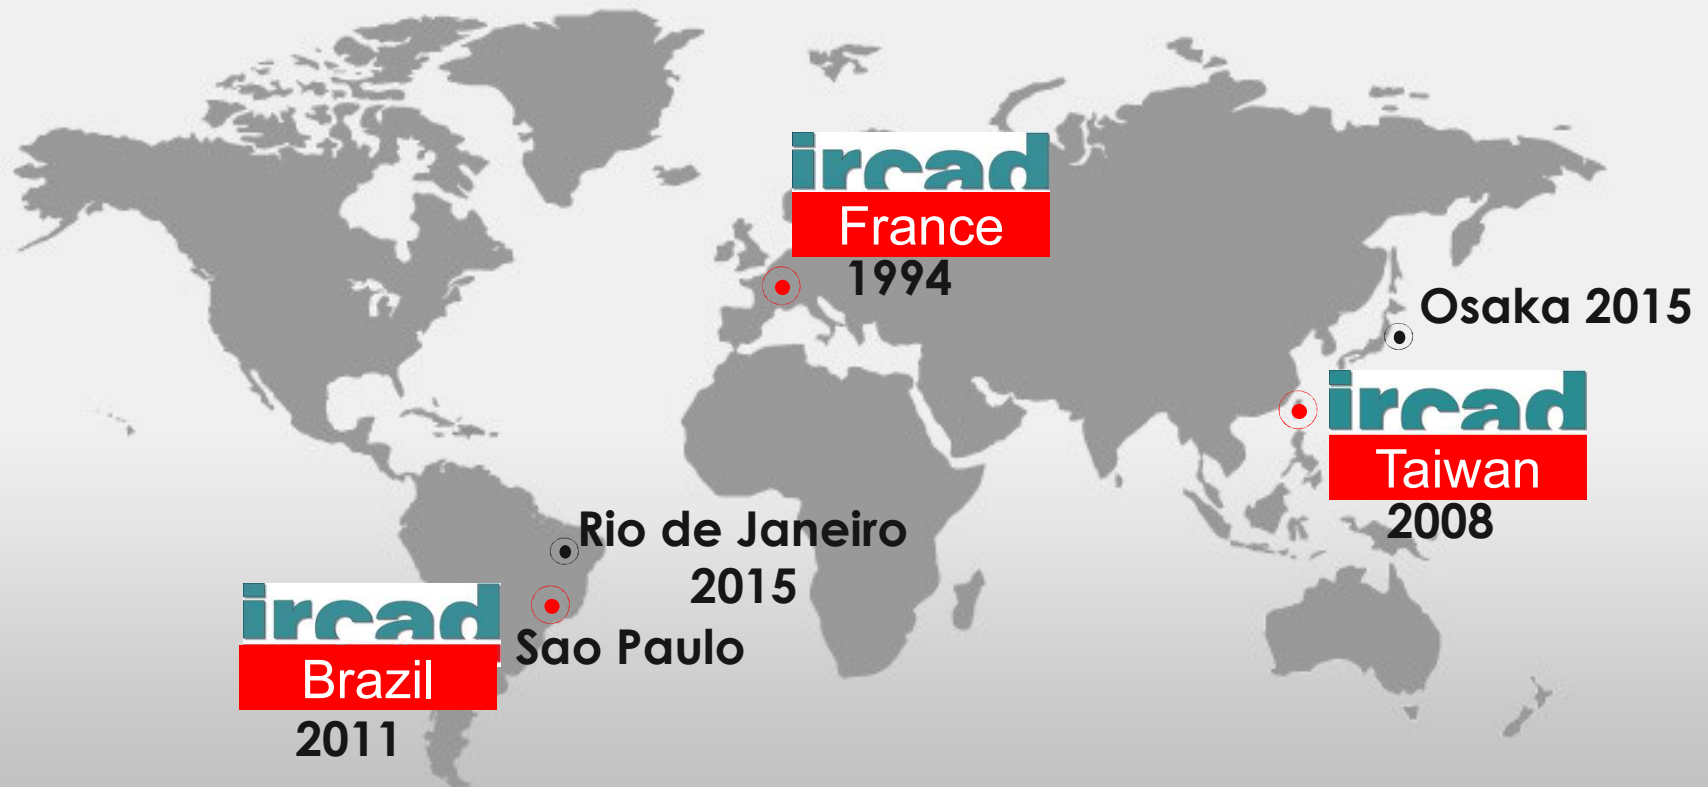 ircad
France
1994
Osaka 2015
ircad
Taiwan
2008
Rio de Janeiro
2015
ircad
Brazil
2011
Sao Paulo